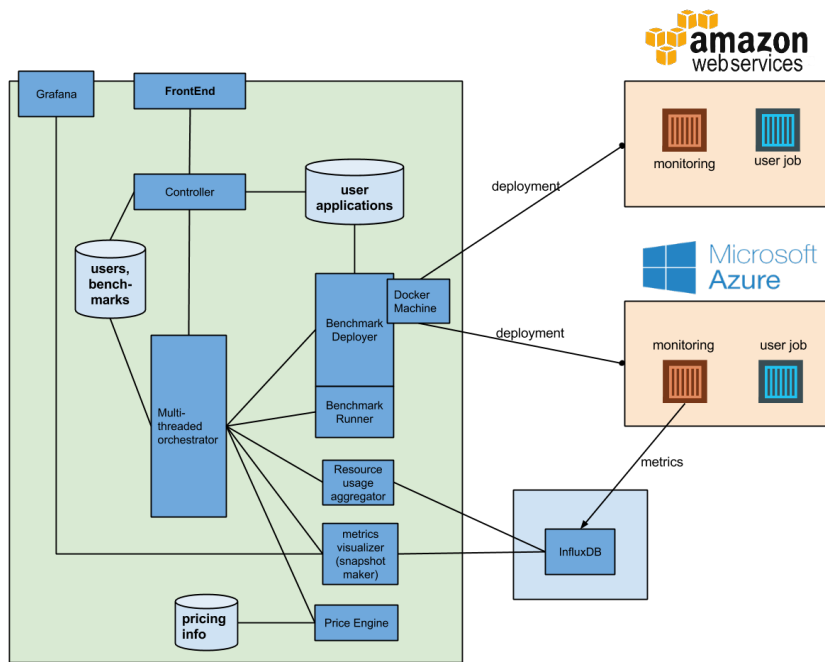 amazon
webservices
Grafana
FrontEnd
monitoring
user job
deployment
Controller
user
applications
users,
bench-
marks
Microsoft
Azure
Docker
Machine
Benchmark
Deployer
deployment
monitoring
user job
Multi-
threaded
orchestrator
Benchmark
Runner
metrics
Resource
usage
aggregator
metrics
visualizer
(snapshot
maker)
InfluxDB
pricing
info
Price Engine